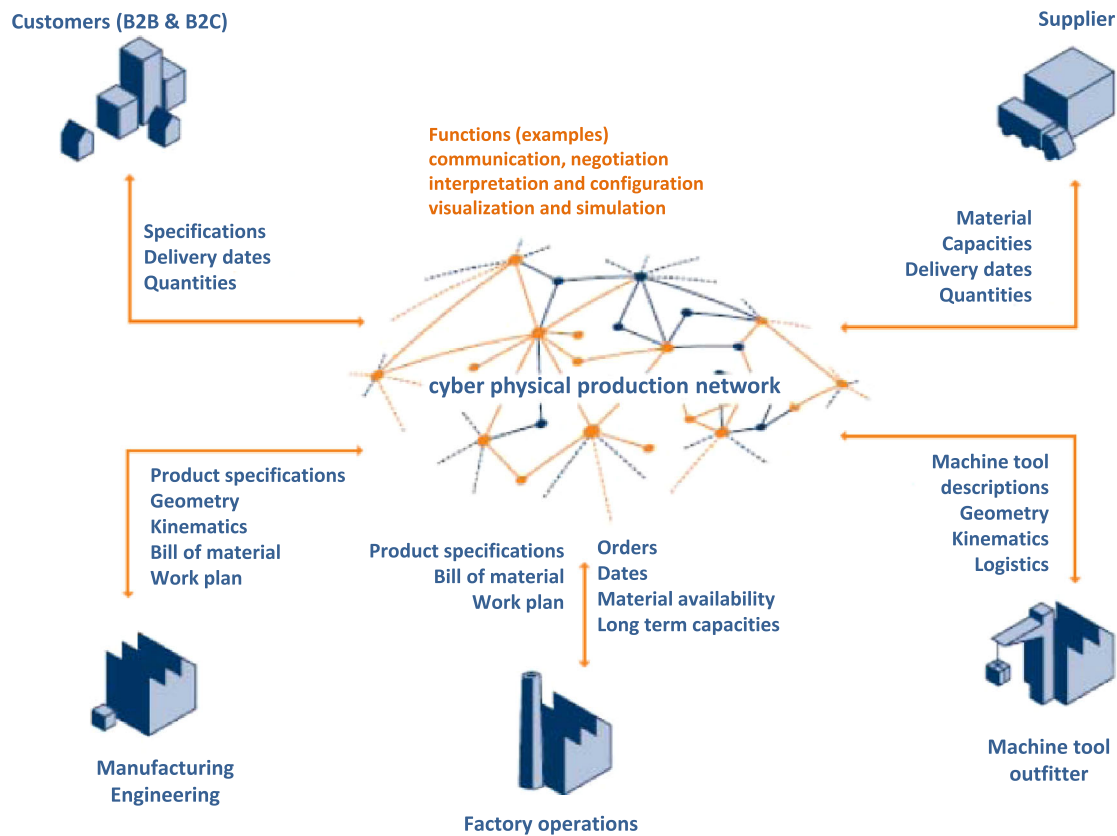 Customers (B2B & B2C)
Supplier
Functions (examples)
communication, negotiation
interpretation and configuration
visualization and simulation
Specifications
Delivery dates
Quantities
Material
Capacities
Delivery dates
Quantities
cyber physical production network
Product specifications
Geometry
Kinematics
Bill of material
Work plan
Product specifications
Bill of material
Work plan
Orders
Dates
Material availability
Long term capacities
Machine tool
descriptions
Geometry
Kinematics
Logistics
Manufacturing
Engineering
Factory operations
Machine tool
outfitter